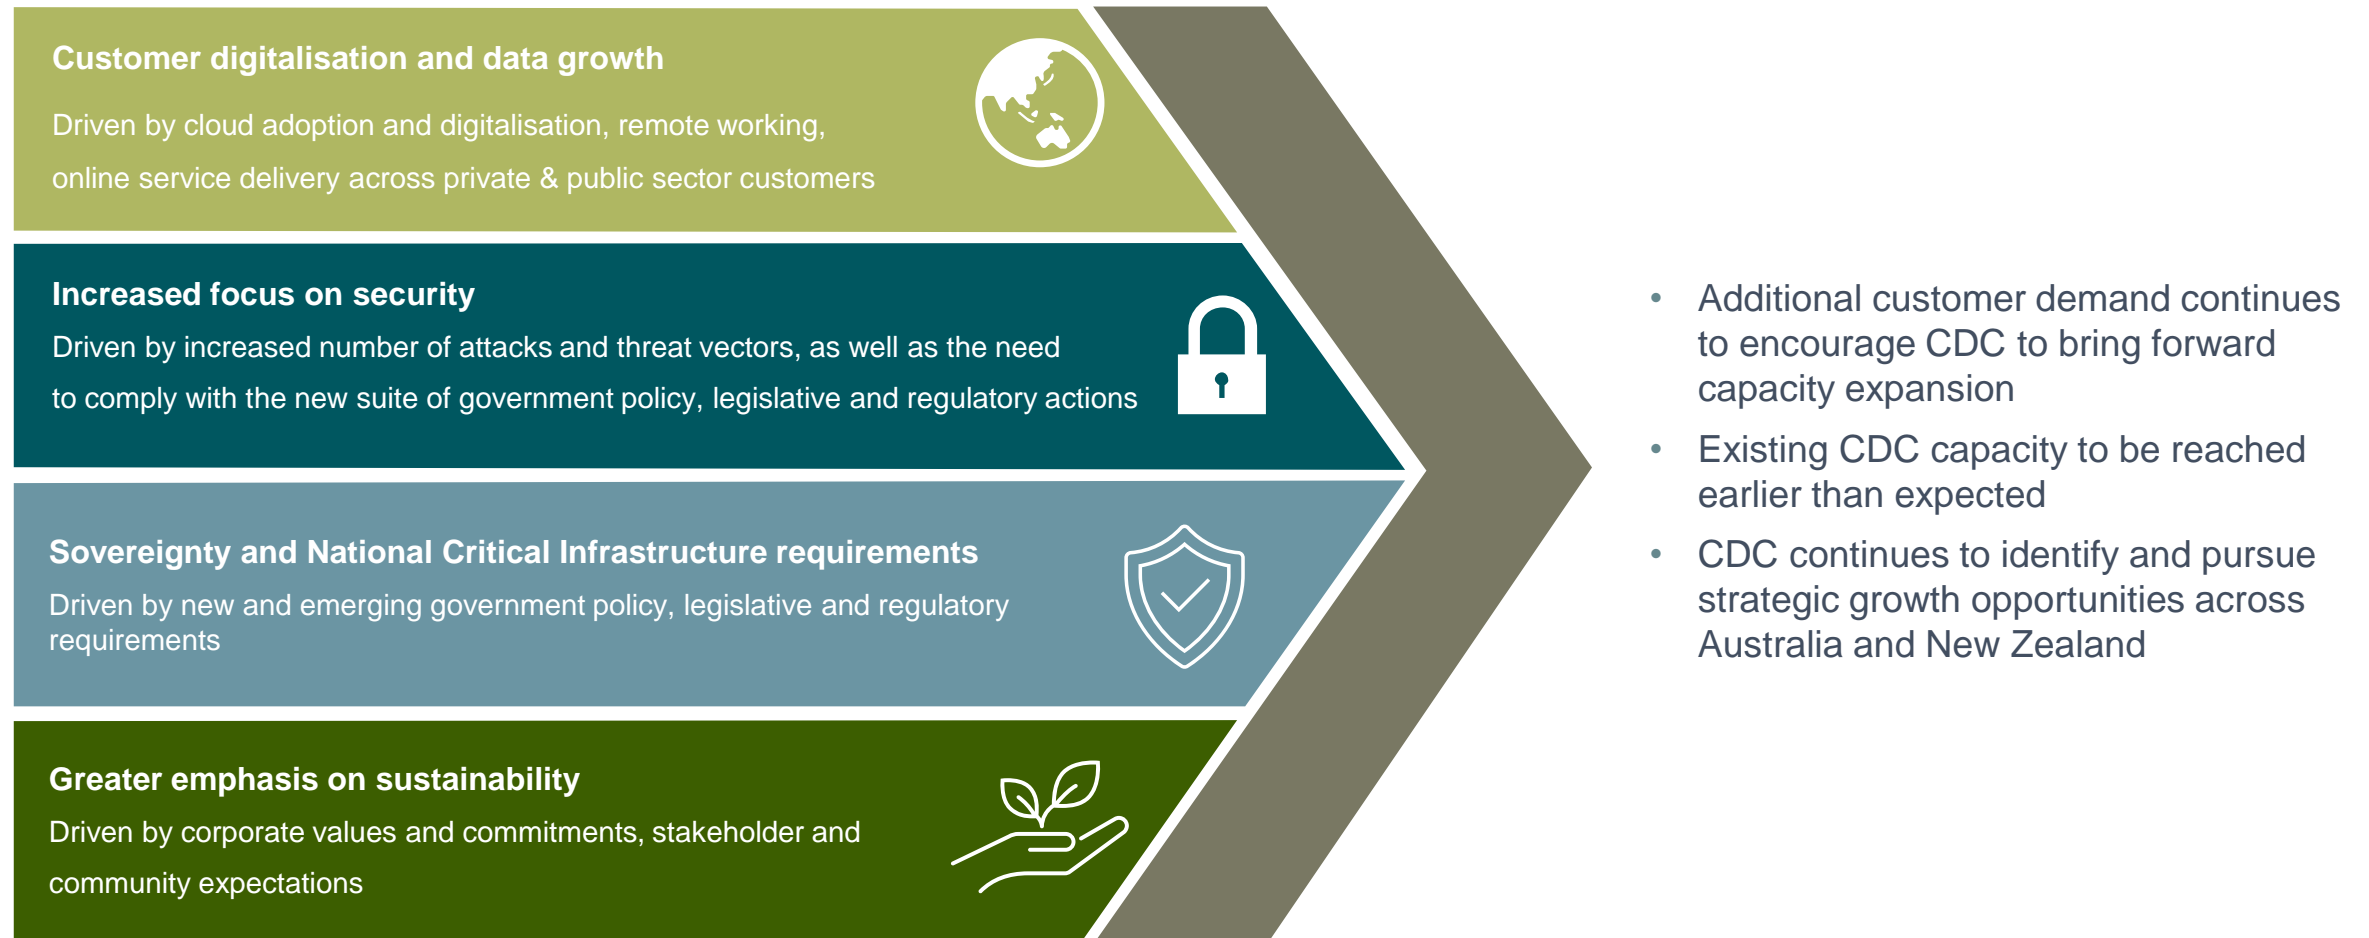 Customer digitalisation and data growth
Driven by cloud adoption and digitalisation, remote working,
online service delivery across private & public sector customers
Increased focus on security
Driven by increased number of attacks and threat vectors, as well as the need
to comply with the new suite of government policy, legislative and regulatory actions
Sovereignty and National Critical Infrastructure requirements
Driven by new and emerging government policy, legislative and regulatory
requirements
Greater emphasis on sustainability
Driven by corporate values and commitments, stakeholder and
community expectations
• Additional customer demand continues
to encourage CDC to bring forward
capacity expansion
• Existing CDC capacity to be reached
earlier than expected
• CDC continues to identify and pursue
strategic growth opportunities across
Australia and New Zealand